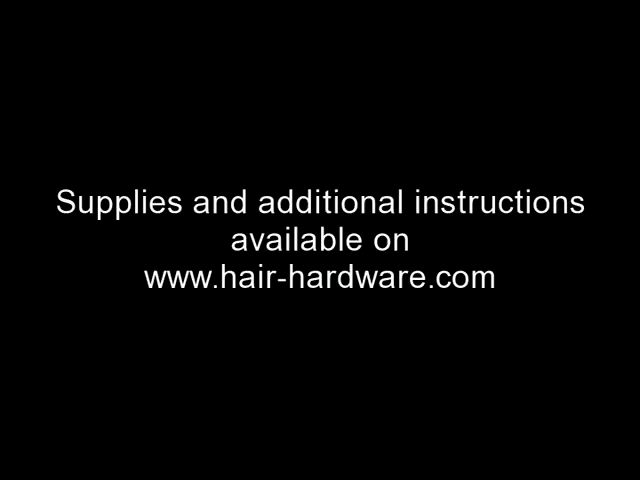 Supplies and additional instructions
available on
www.hair-hardware.com